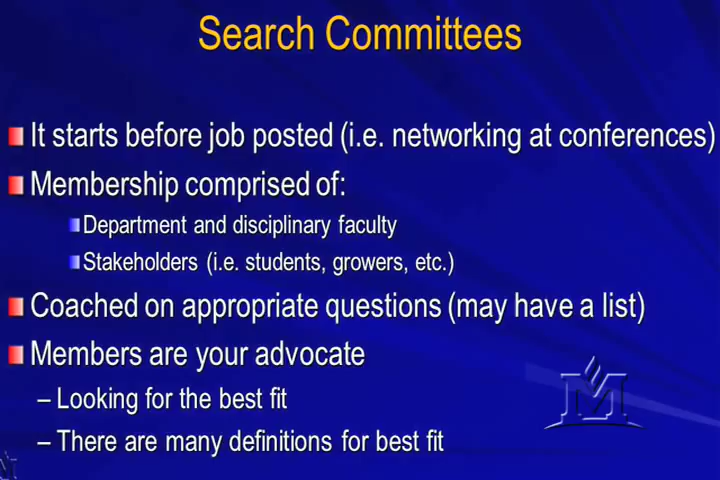 Search Committees
It starts before job posted (i.e. networking at conferences)
Membership comprised of:
Department and disciplinary faculty
Stakeholders (i.e. students, growers, etc.)
Coached on appropriate questions (may have a list)
Members are your advocate
– Looking for the best fit
– There are many definitions for best fit
M